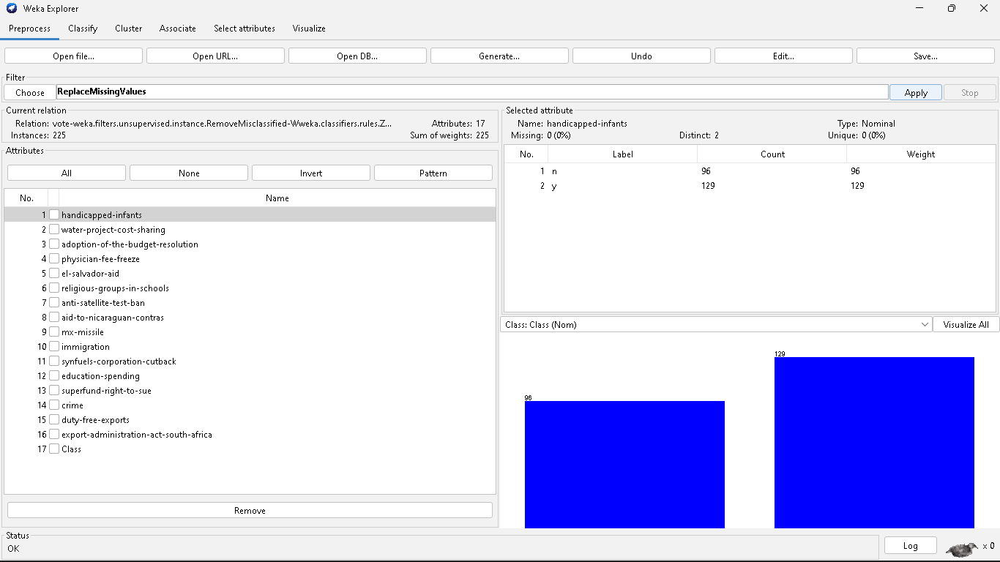 Weka Explorer
Preprocess Classify Cluster Associate Select attributes Visualize
Open file... Open URL... Open DB... Generate... Undo Edit... Save...
Filter
Choose ReplaceMissingValues Apply Stop
Current relation
Relation: vote-weka.filters.unsupervised.instance.RemoveMisclassified-Wweka.classifiers.rules.Z... Attributes: 17
Instances: 225 Sum of weights: 225
Attributes
All None Invert Pattern
No. Name
1 handicapped-infants
2 water-project-cost-sharing
3 adoption-of-the-budget-resolution
4 physician-fee-freeze
5 el-salvador-aid
6 religious-groups-in-schools
7 anti-satellite-test-ban
8 aid-to-nicaraguan-contras
9 mx-missile
10 immigration
11 synfuels-corporation-cutback
12 education-spending
13 superfund-right-to-sue
14 crime
15 duty-free-exports
16 export-administration-act-south-africa
17 Class
Remove
Selected attribute
Name: handicapped-infants Type: Nominal
Missing: 0 (0%) Distinct: 2 Unique: 0 (0%)
No. Label Count Weight
1 n 96 96
2 y 129 129
Class: Class (Nom) Visualize All
129
96
Status
OK
Log x 0